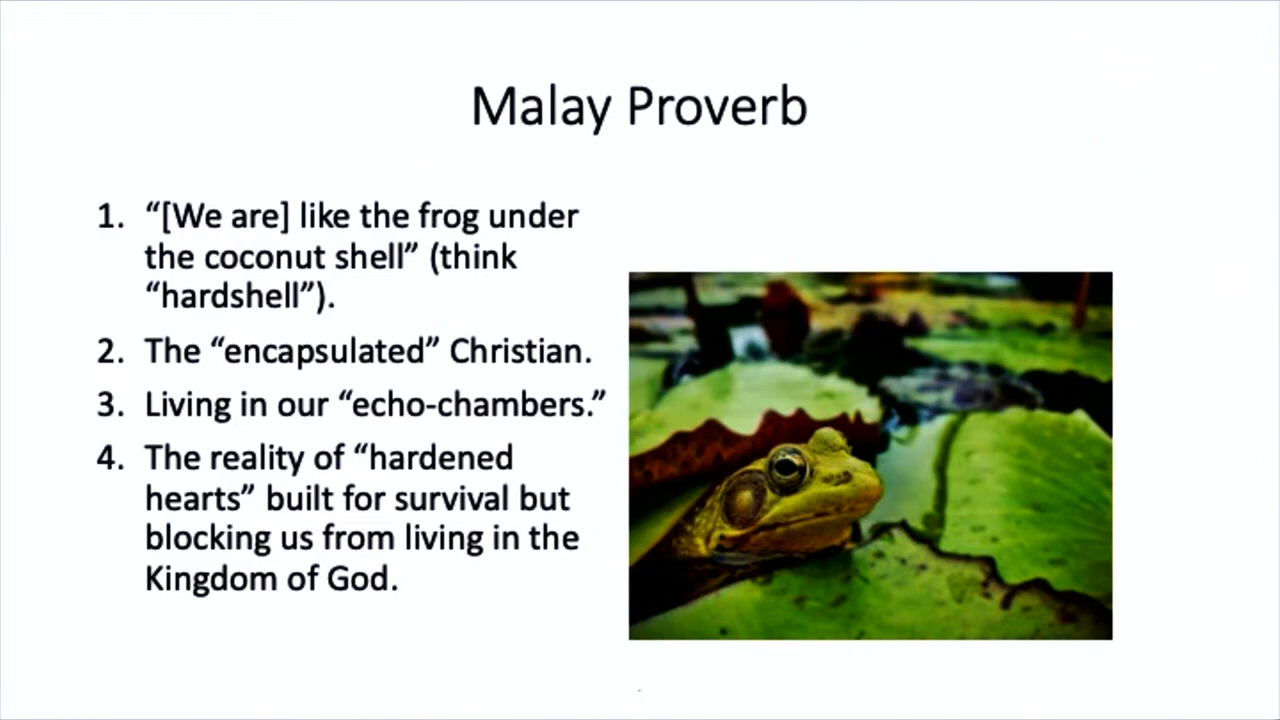 Malay Proverb
1. “[We are] like the frog under
the coconut shell” (think
“hardshell”).
2. The “encapsulated” Christian.
3. Living in our “echo-chambers.”
4. The reality of “hardened
hearts” built for survival but
blocking us from living in the
Kingdom of God.